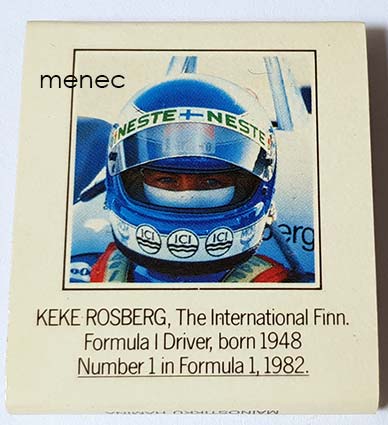 menec
NESTE NESTE
ICI ICI ICI
berg
KEKE ROSBERG, The International Finn.
Formula I Driver, born 1948
Number 1 in Formula 1, 1982.